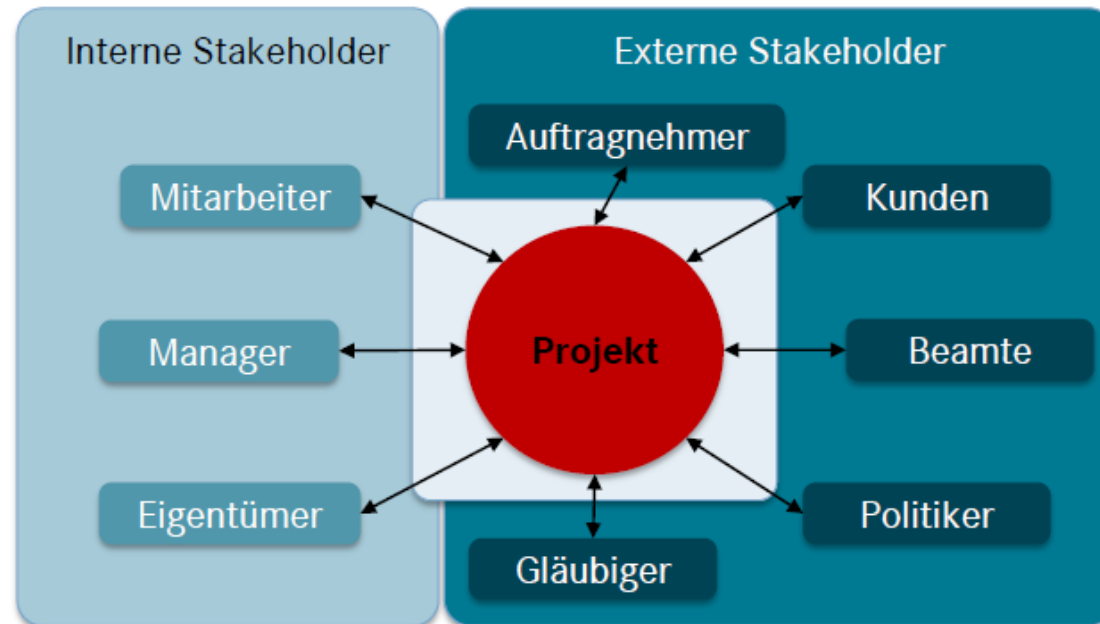 Interne Stakeholder
Externe Stakeholder
Auftragnehmer
Mitarbeiter
Kunden
Manager
Projekt
Beamte
Eigentümer
Politiker
Gläubiger